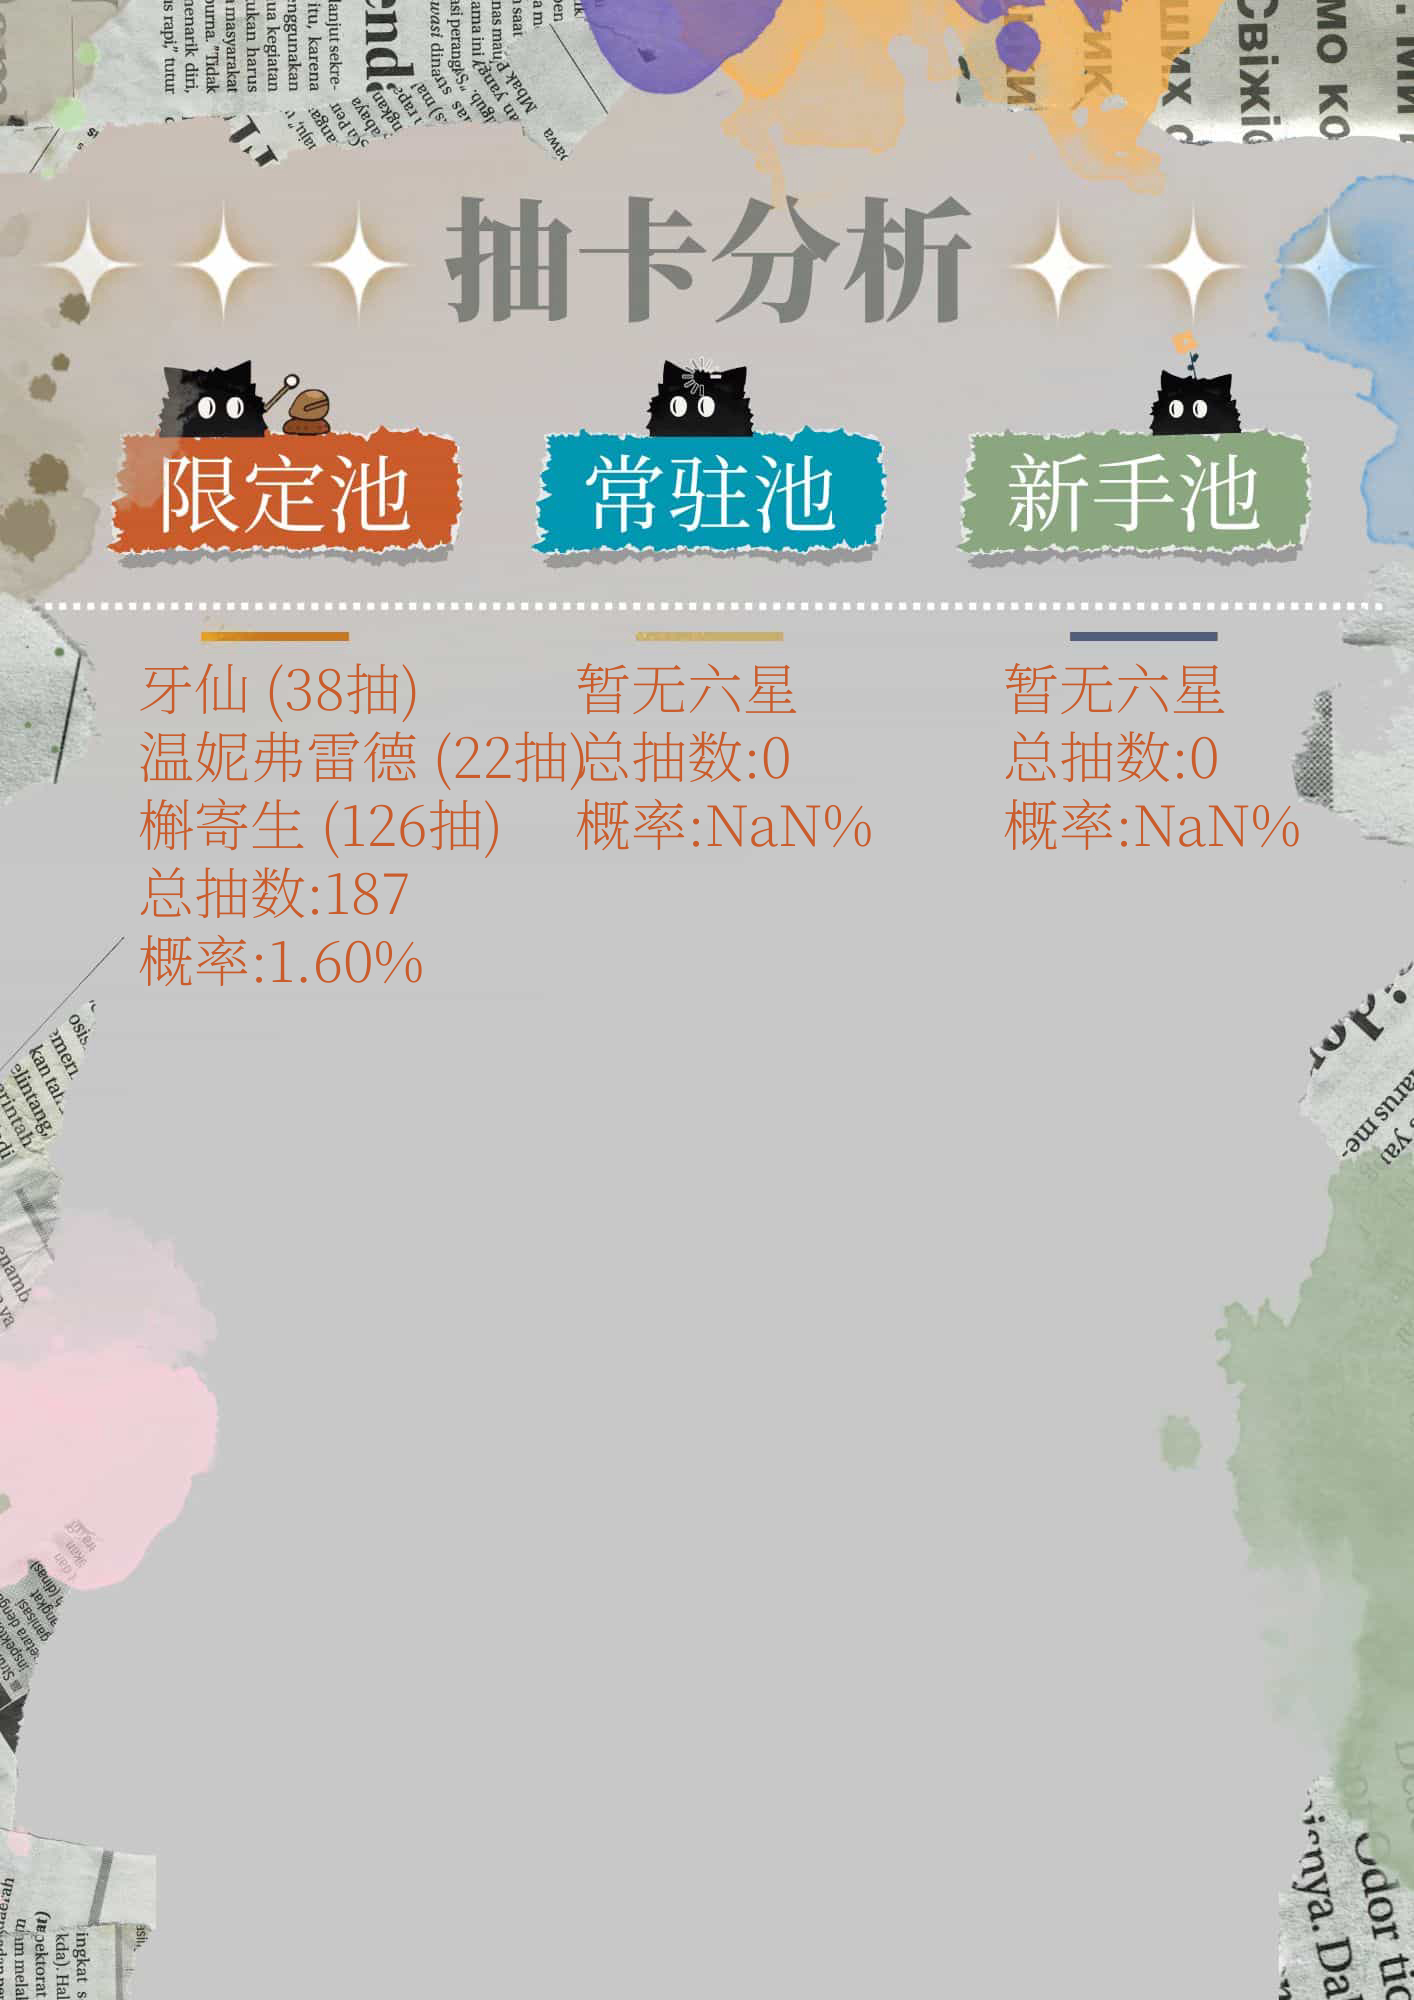 抽卡分析
限定池
常驻池
新手池
牙仙 (38抽)
温妮弗雷德 (22抽)
槲寄生 (126抽)
总抽数:187
概率:1.60%
暂无六星
总抽数:0
概率:NaN%
暂无六星
总抽数:0
概率:NaN%